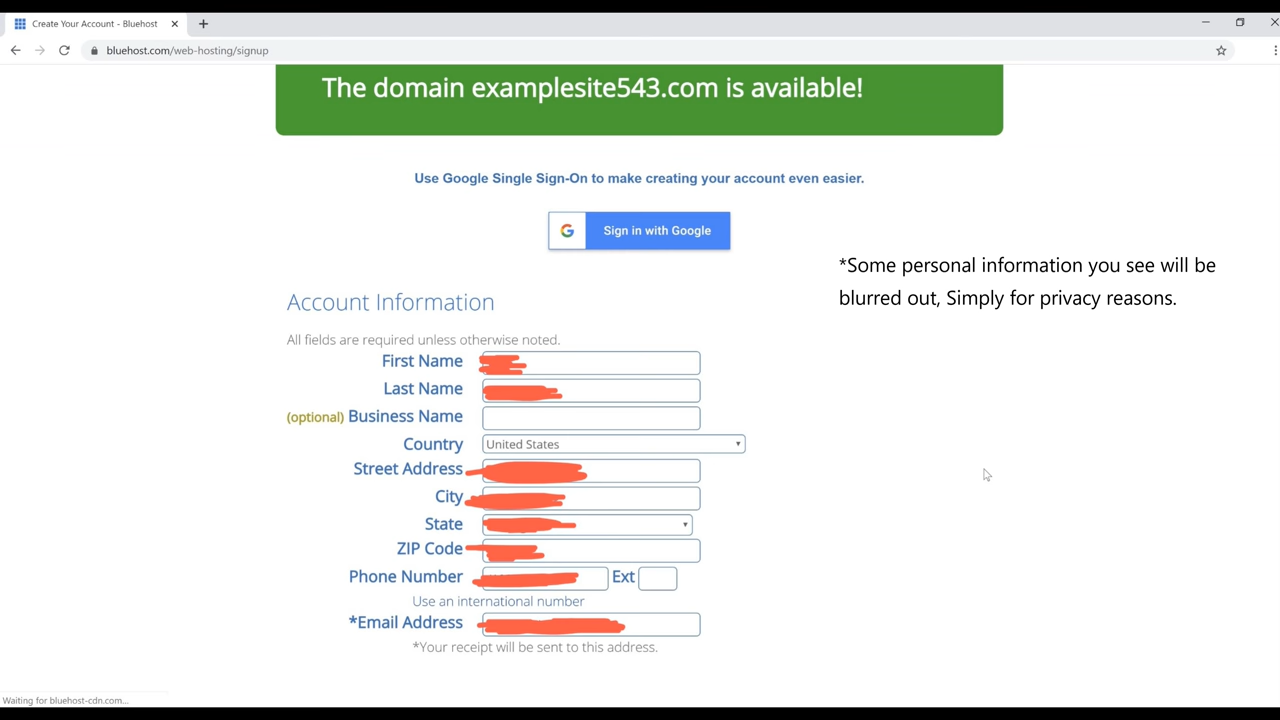 Create Your Account - Bluehost
bluehost.com/web-hosting/signup
The domain examplesite543.com is available!
Use Google Single Sign-On to make creating your account even easier.
G Sign in with Google
*Some personal information you see will be
blurred out, Simply for privacy reasons.
Account Information
All fields are required unless otherwise noted.
First Name
Last Name
(optional) Business Name
Country United States
Street Address
City
State
ZIP Code
Phone Number Ext
Use an international number
*Email Address
*Your receipt will be sent to this address.
Waiting for bluehost-cdn.com...